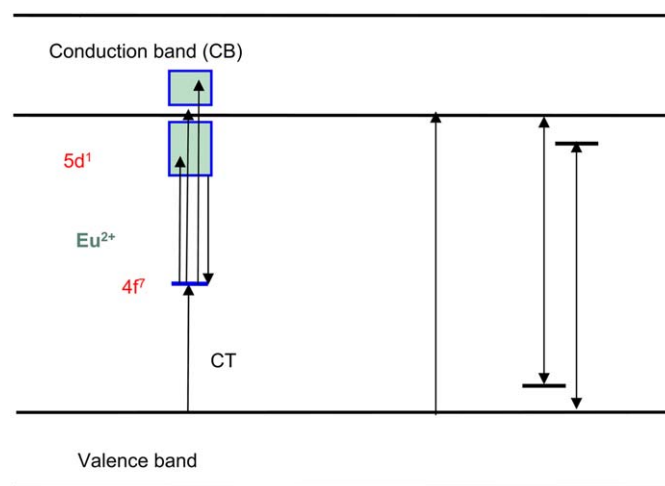 Conduction band (CB)
5d¹
Eu²⁺
4f⁷
CT
Valence band